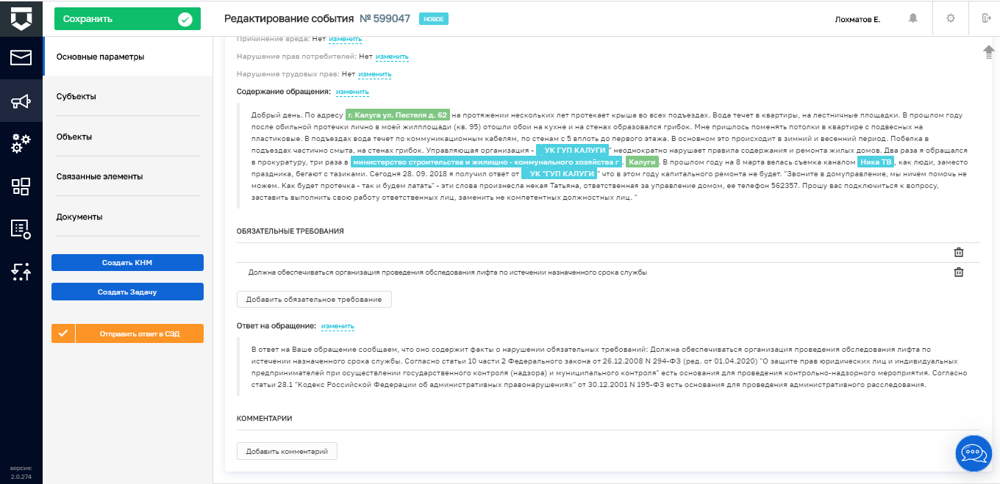 Сохранить
Редактирование события № 599047 НОВОЕ
Лохматов Е.
Основные параметры
Субъекты
Объекты
Связанные элементы
Документы
Создать КНМ
Создать Задачу
Отправить ответ в СЭД
версия:
2.0.274
Причинение вреда: Нет изменить
Нарушение прав потребителей: Нет изменить
Нарушение трудовых прав: Нет изменить
Содержание обращения: изменить
Добрый день. По адресу г. Калуга ул. Пестеля д. 62 на протяжении нескольких лет протекает крыша во всех подъездах. Вода течет в квартиры, на лестничные площадки. В прошлом году
после обильной протечки лично в моей жилплощади (кв. 95) отошли обои на кухне и на стенах образовался грибок. Мне пришлось поменять потолки в квартире с подвесных на
пластиковые. В подъездах вода течет по коммуникационным кабелям, по стенам с 5 вплоть до первого этажа. В основном это происходит в зимний и весенний период. Побелка в
подъездах частично смыта, на стенах грибок. Управляющая организация - УК ГУП КАЛУГИ " неоднократно нарушает правила содержания и ремонта жилых домов. Два раза я обращался
в прокуратуру, три раза в министерство строительства и жилищно - коммунального хозяйства г . Калуги . В прошлом году на 8 марта велась съемка каналом Ника ТВ , как люди, заместо
праздника, бегают с тазиками. Сегодня 28. 09. 2018 я получил ответ от УК "ГУП КАЛУГИ " что в этом году капитального ремонта не будет. "Звоните в домуправление, мы ничем помочь не
можем. Как будет протечка - так и будем латать" - эти слова произнесла некая Татьяна, ответственная за управление домом, ее телефон 562357. Прошу вас подключиться к вопросу,
заставить выполнить свою работу ответственных лиц, заменить не компетентных должностных лиц. "
ОБЯЗАТЕЛЬНЫЕ ТРЕБОВАНИЯ
Должна обеспечиваться организация проведения обследования лифта по истечении назначенного срока службы
Добавить обязательное требование
Ответ на обращение: изменить
В ответ на Ваше обращение сообщаем, что оно содержит факты о нарушении обязательных требований: Должна обеспечиваться организация проведения обследования лифта по
истечении назначенного срока службы. Согласно статьи 10 части 2 Федерального закона от 26.12.2008 N 294-ФЗ (ред. от 01.04.2020) "О защите прав юридических лиц и индивидуальных
предпринимателей при осуществлении государственного контроля (надзора) и муниципального контроля" есть основания для проведения контрольно-надзорного мероприятия. Согласно
статьи 28.1 "Кодекс Российской Федерации об административных правонарушениях" от 30.12.2001 N 195-ФЗ есть основания для проведения административного расследования.
КОММЕНТАРИИ
Добавить комментарий